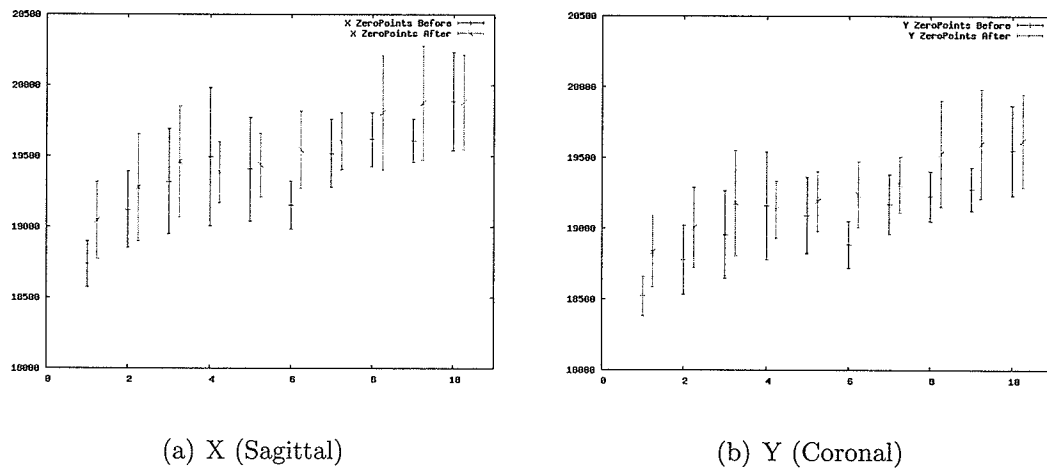 20500
20000
19500
19000
18500
18000
0 2 4 6 8 10
X ZeroPoints Before
X ZeroPoints After
(a) X (Sagittal)
20500
20000
19500
19000
18500
18000
0 2 4 6 8 10
Y ZeroPoints Before
Y ZeroPoints After
(b) Y (Coronal)